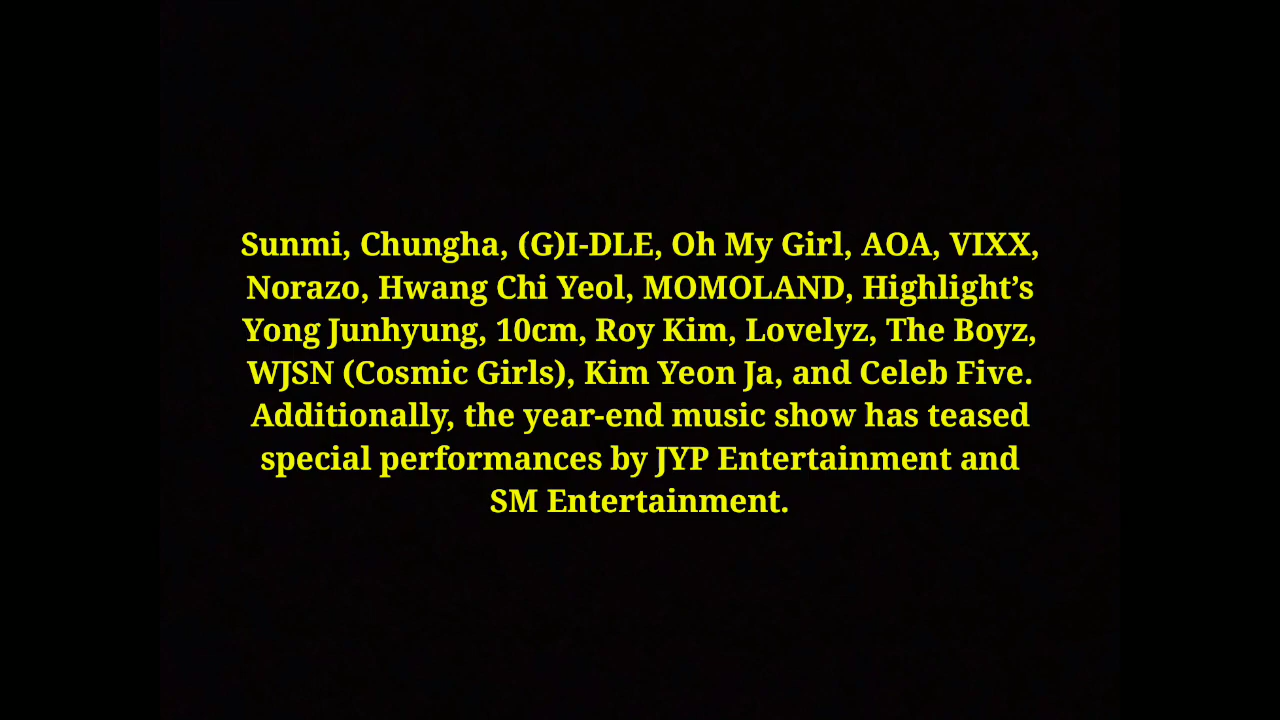 Sunmi, Chungha, (G)I-DLE, Oh My Girl, AOA, VIXX,
Norazo, Hwang Chi Yeol, MOMOLAND, Highlight’s
Yong Junhyung, 10cm, Roy Kim, Lovelyz, The Boyz,
WJSN (Cosmic Girls), Kim Yeon Ja, and Celeb Five.
Additionally, the year-end music show has teased
special performances by JYP Entertainment and
SM Entertainment.